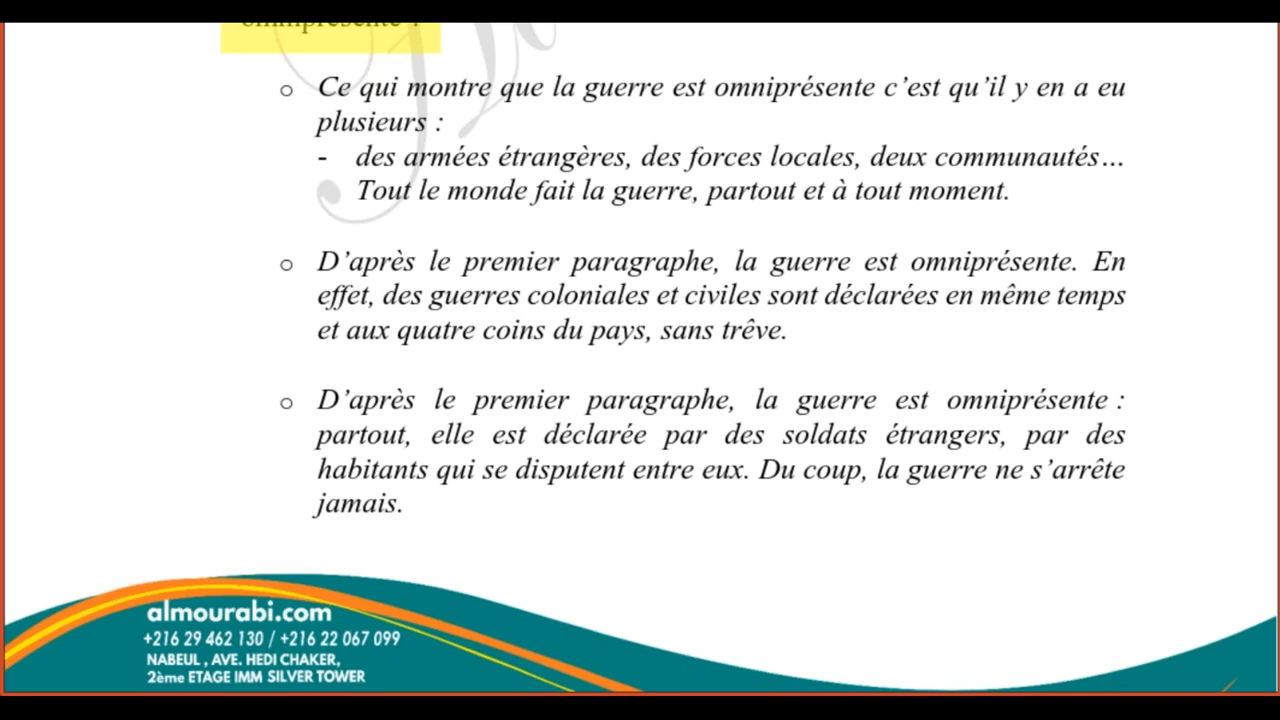 omniprésente :
o Ce qui montre que la guerre est omniprésente c’est qu’il y en a eu
plusieurs :
- des armées étrangères, des forces locales, deux communautés…
Tout le monde fait la guerre, partout et à tout moment.
o D’après le premier paragraphe, la guerre est omniprésente. En
effet, des guerres coloniales et civiles sont déclarées en même temps
et aux quatre coins du pays, sans trêve.
o D’après le premier paragraphe, la guerre est omniprésente :
partout, elle est déclarée par des soldats étrangers, par des
habitants qui se disputent entre eux. Du coup, la guerre ne s’arrête
jamais.
almourabi.com
+216 29 462 130 / +216 22 067 099
NABEUL , AVE. HEDI CHAKER,
2ème ETAGE IMM SILVER TOWER